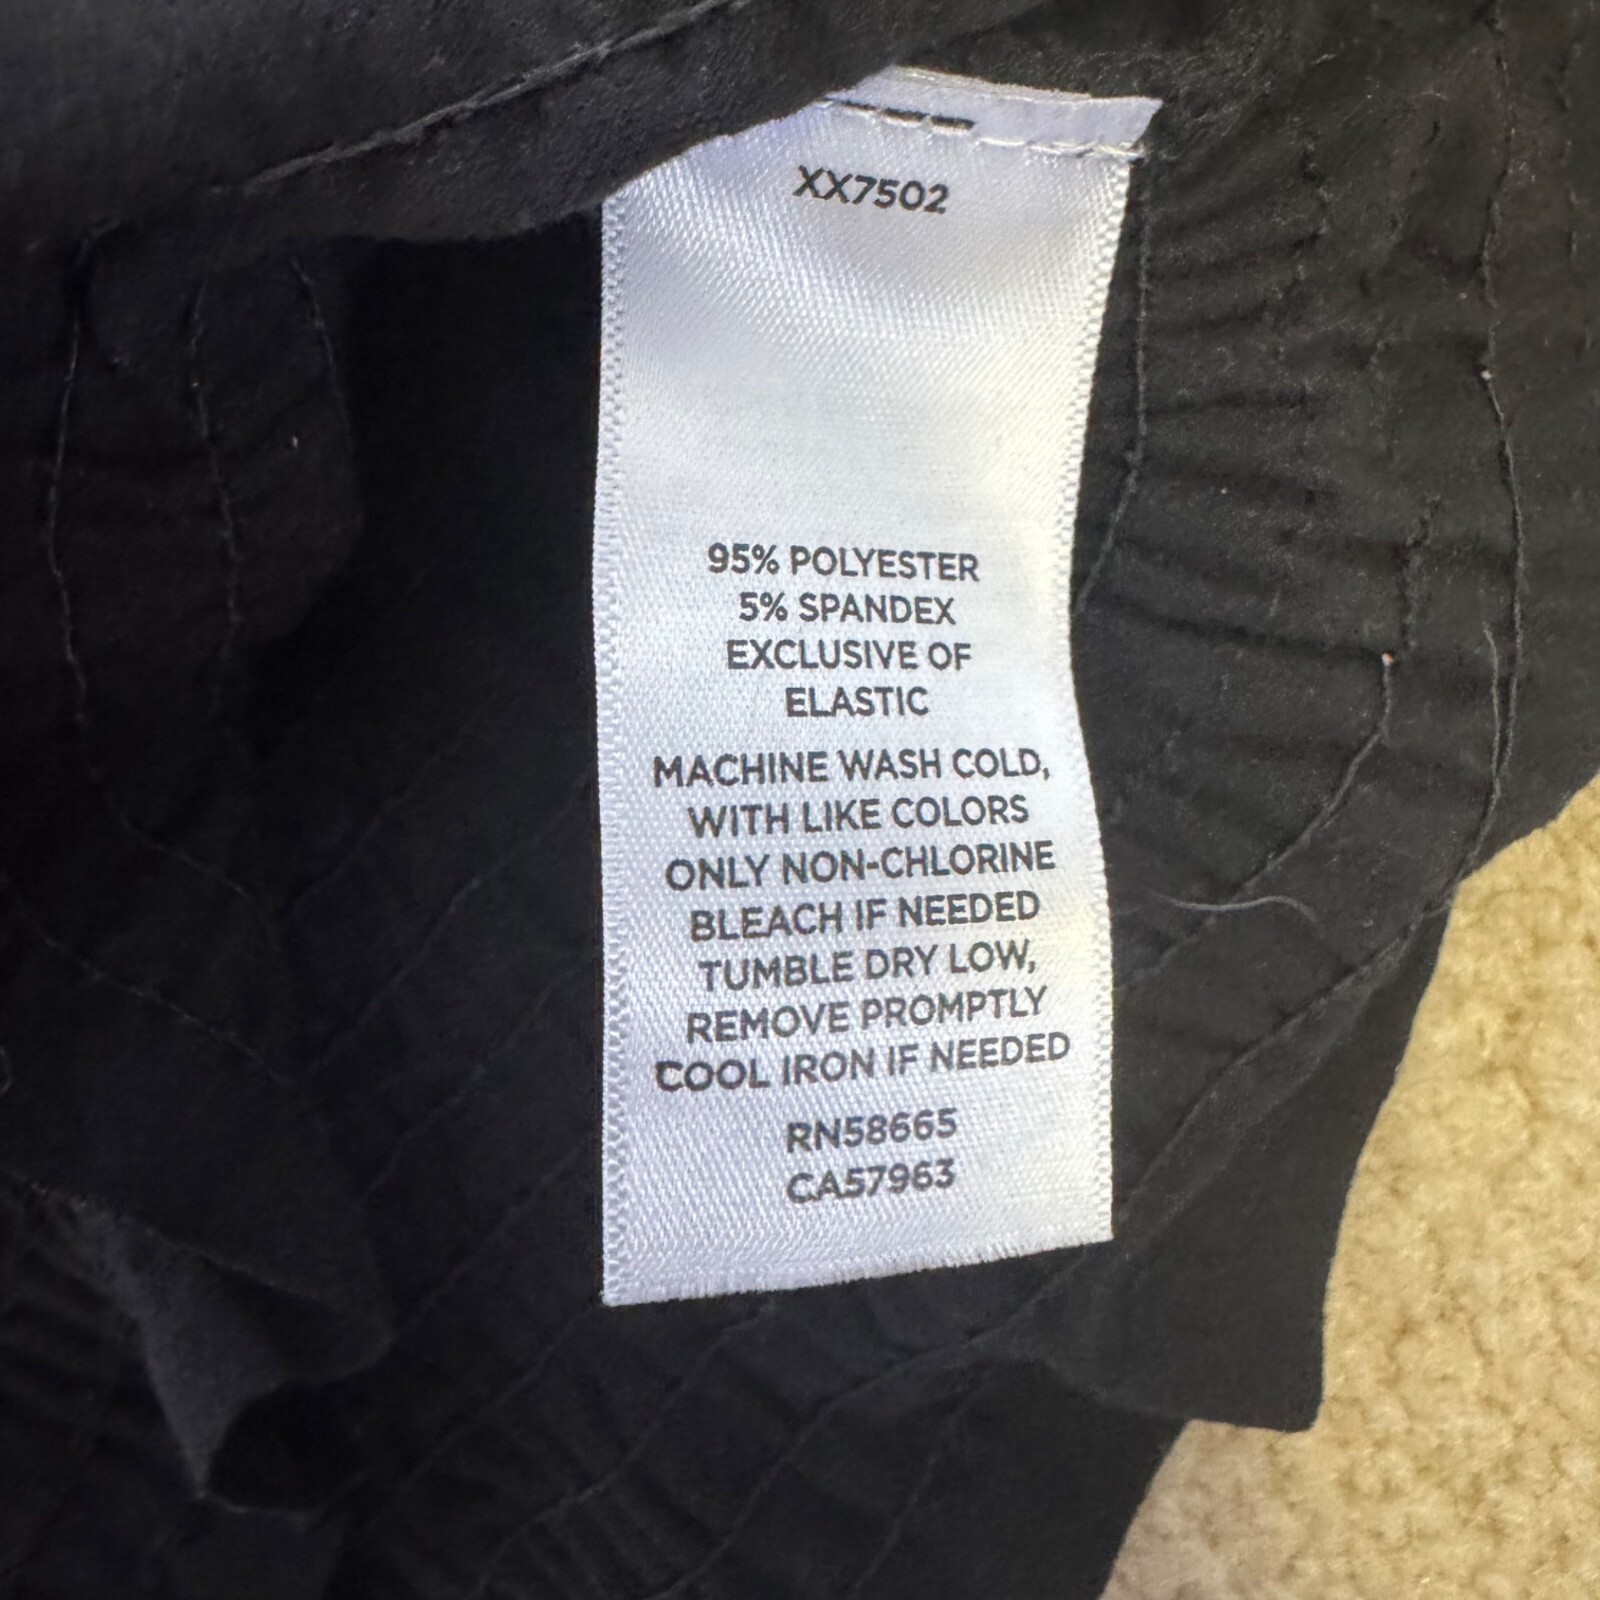 XX7502
95% POLYESTER
5% SPANDEX
EXCLUSIVE OF
ELASTIC
MACHINE WASH COLD,
WITH LIKE COLORS
ONLY NON-CHLORINE
BLEACH IF NEEDED
TUMBLE DRY LOW,
REMOVE PROMPTLY
COOL IRON IF NEEDED
RN58665
CA57963